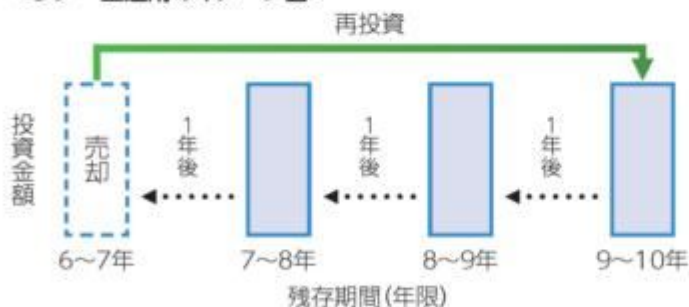 再投資
投資金額
売却
1年後
1年後
1年後
6～7年
7～8年
8～9年
9～10年
残存期間(年限)